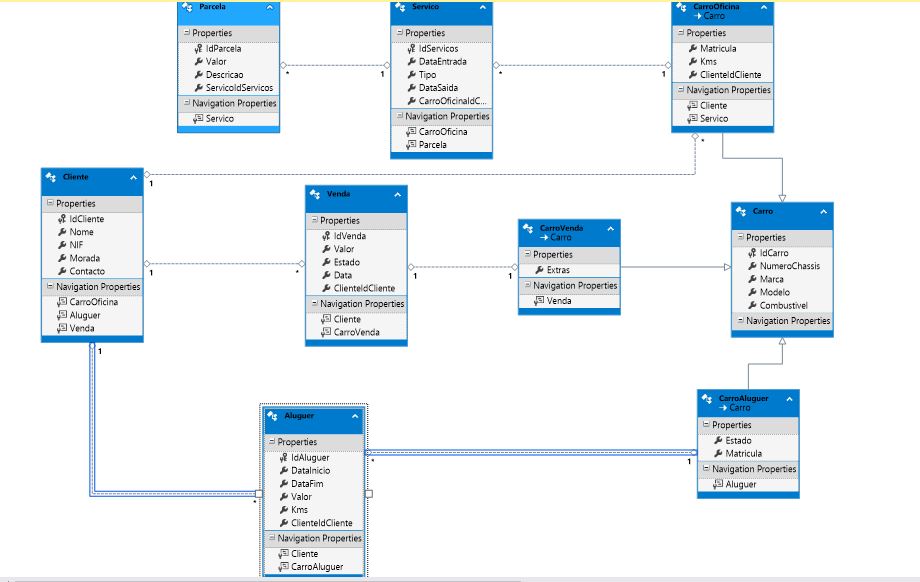 Parcela
Properties
IdParcela
Valor
Descricao
ServicoIdServicos
Navigation Properties
Servico
*
1
Servico
Properties
IdServicos
DataEntrada
Tipo
DataSaida
CarroOficinaIdC...
Navigation Properties
CarroOficina
Parcela
*
1
CarroOficina
Carro
Properties
Matricula
Kms
ClienteIdCliente
Navigation Properties
Cliente
Servico
*
1
Cliente
Properties
IdCliente
Nome
NIF
Morada
Contacto
Navigation Properties
CarroOficina
Aluguer
Venda
1
*
Venda
Properties
IdVenda
Valor
Estado
Data
ClienteIdCliente
Navigation Properties
Cliente
CarroVenda
1
1
CarroVenda
Carro
Properties
Extras
Navigation Properties
Venda
Carro
Properties
IdCarro
NumeroChassis
Marca
Modelo
Combustivel
Navigation Properties
1
*
Aluguer
Properties
IdAluguer
DataInicio
DataFim
Valor
Kms
ClienteIdCliente
Navigation Properties
Cliente
CarroAluguer
*
1
CarroAluguer
Carro
Properties
Estado
Matricula
Navigation Properties
Aluguer